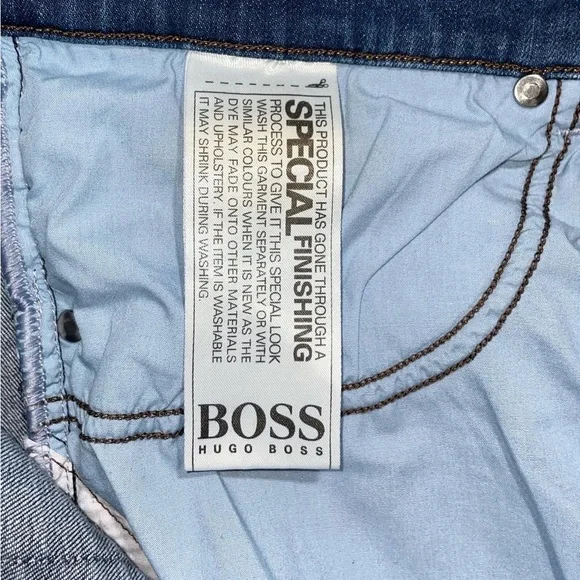 THIS PRODUCT HAS GONE THROUGH A
SPECIAL FINISHING
PROCESS TO GIVE IT THIS SPECIAL LOOK
WASH THIS GARMENT SEPARATELY OR WITH
SIMILAR COLOURS WHEN IT IS NEW AS THE
DYE MAY FADE ONTO OTHER MATERIALS
AND UPHOLSTERY. IF THE ITEM IS WASHABLE
IT MAY SHRINK DURING WASHING.
BOSS
HUGO BOSS